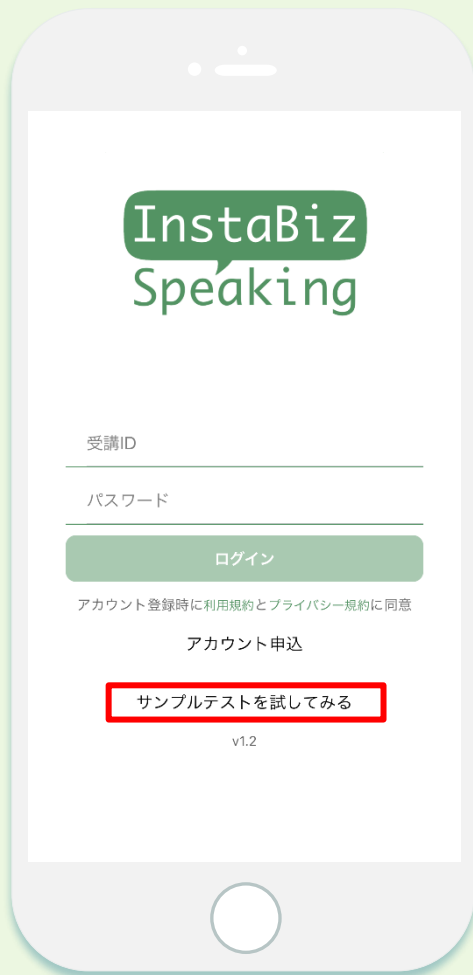 InstaBiz
Speaking
受講ID
パスワード
ログイン
アカウント登録時に利用規約とプライバシー規約に同意
アカウント申込
サンプルテストを試してみる
v1.2